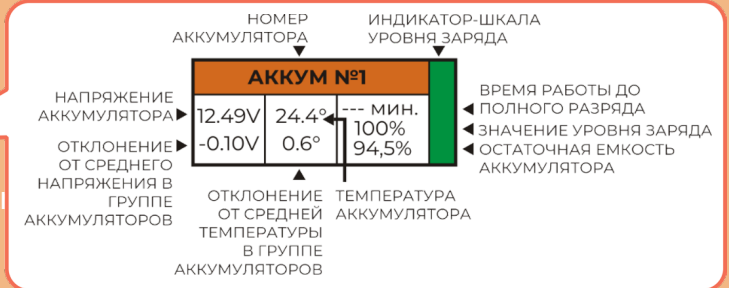 НОМЕР
АККУМУЛЯТОРА
ИНДИКАТОР-ШКАЛА
УРОВНЯ ЗАРЯДА
АККУМ №1
НАПРЯЖЕНИЕ
АККУМУЛЯТОРА
12.49V
24.4°
--- мин.
100%
-0.10V
0.6°
94,5%
ВРЕМЯ РАБОТЫ ДО
ПОЛНОГО РАЗРЯДА
ЗНАЧЕНИЕ УРОВНЯ ЗАРЯДА
ОСТАТОЧНАЯ ЕМКОСТЬ
АККУМУЛЯТОРА
ОТКЛОНЕНИЕ
ОТ СРЕДНЕГО
НАПРЯЖЕНИЯ В
ГРУППЕ
АККУМУЛЯТОРОВ
ОТКЛОНЕНИЕ
ОТ СРЕДНЕЙ
ТЕМПЕРАТУРЫ
В ГРУППЕ
АККУМУЛЯТОРОВ
ТЕМПЕРАТУРА
АККУМУЛЯТОРА